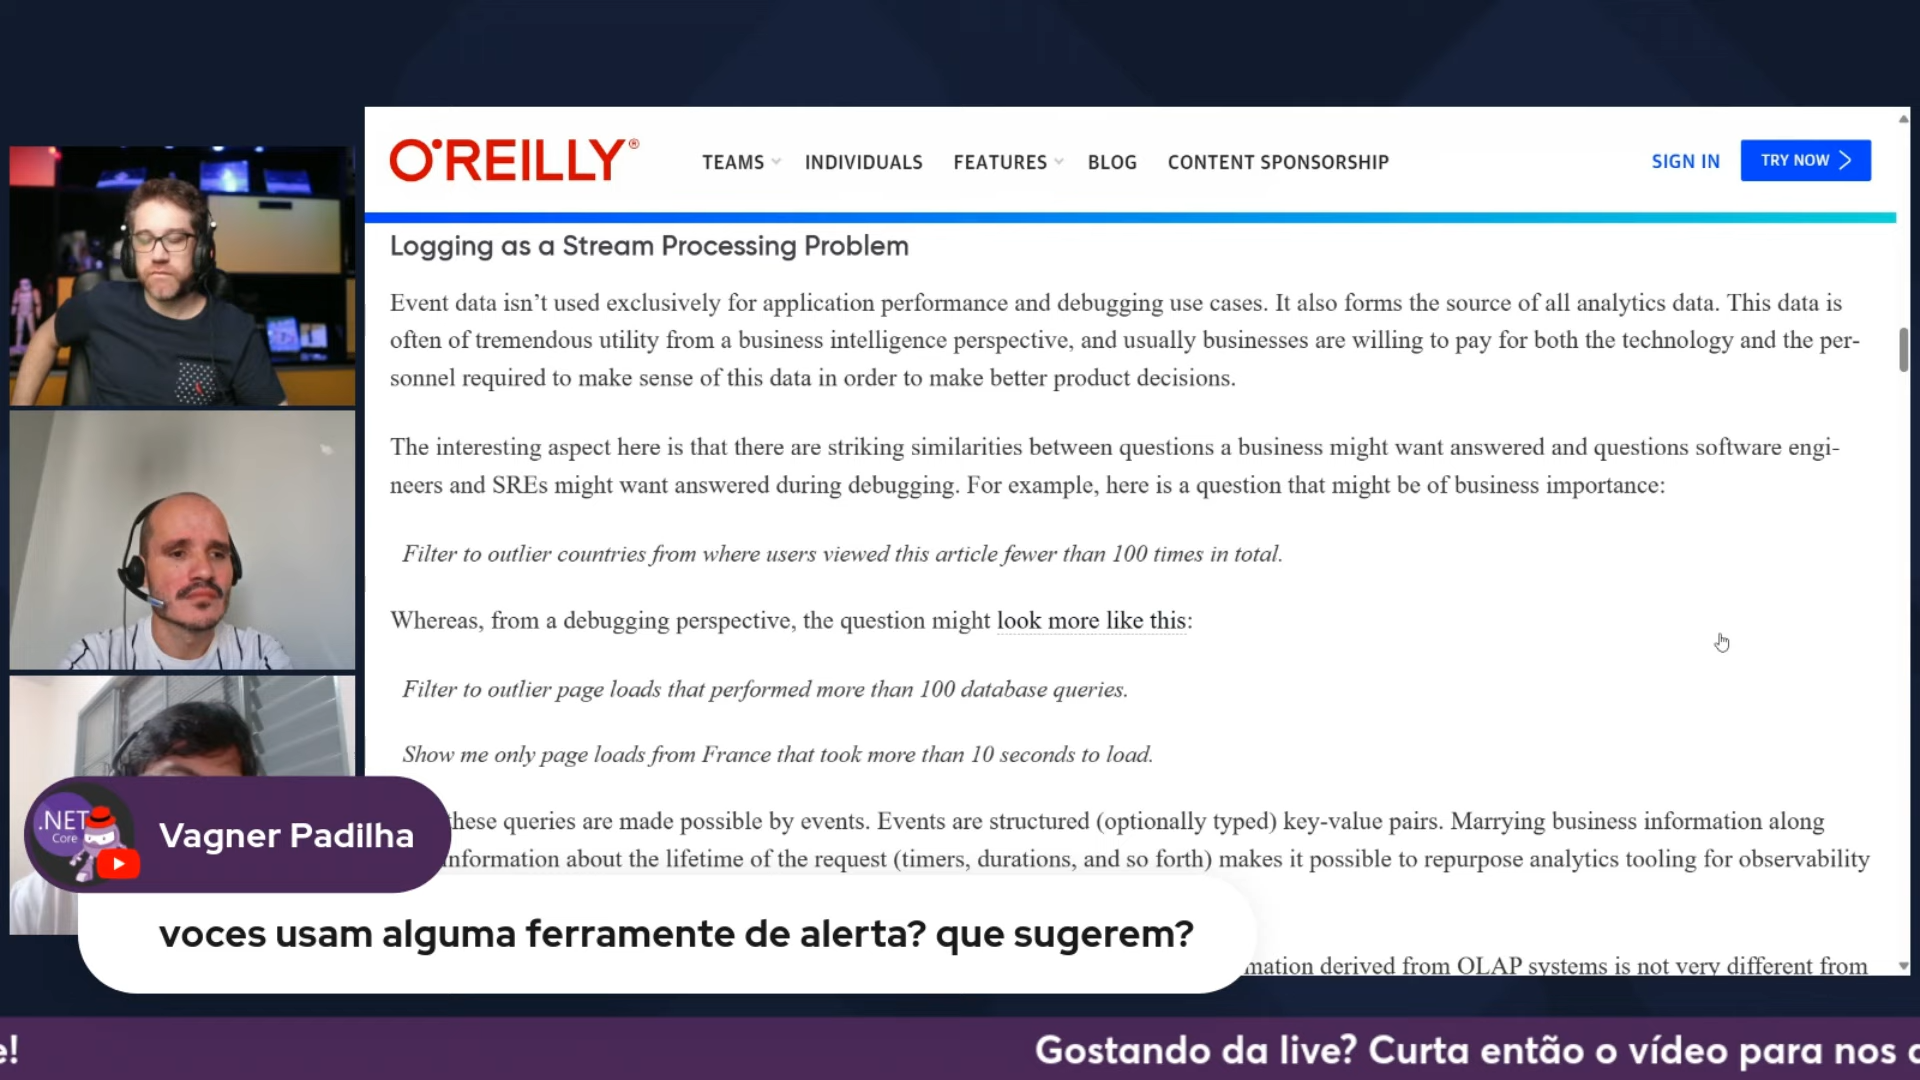 O'REILLY®
TEAMS INDIVIDUALS FEATURES BLOG CONTENT SPONSORSHIP
SIGN IN
TRY NOW
Logging as a Stream Processing Problem
Event data isn’t used exclusively for application performance and debugging use cases. It also forms the source of all analytics data. This data is
often of tremendous utility from a business intelligence perspective, and usually businesses are willing to pay for both the technology and the per-
sonnel required to make sense of this data in order to make better product decisions.
The interesting aspect here is that there are striking similarities between questions a business might want answered and questions software engi-
neers and SREs might want answered during debugging. For example, here is a question that might be of business importance:
Filter to outlier countries from where users viewed this article fewer than 100 times in total.
Whereas, from a debugging perspective, the question might look more like this:
Filter to outlier page loads that performed more than 100 database queries.
Show me only page loads from France that took more than 10 seconds to load.
these queries are made possible by events. Events are structured (optionally typed) key-value pairs. Marrying business information along
information about the lifetime of the request (timers, durations, and so forth) makes it possible to repurpose analytics tooling for observability
derived from OLAP systems is not very different from
.NET
Core
Vagner Padilha
voces usam alguma ferramente de alerta? que sugerem?
e!
Gostando da live? Curta então o vídeo para nos